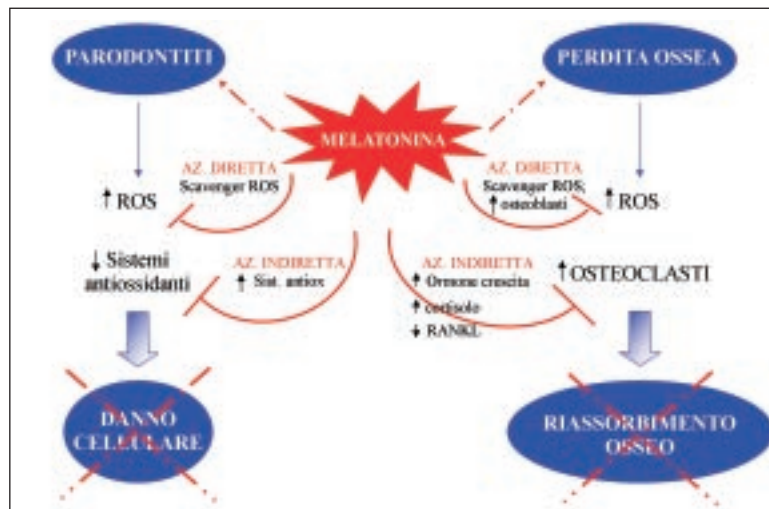 PARODONTITI
PERDITA OSSEA
MELATONINA
AZ. DIRETTA
Scavenger ROS
↑ ROS
AZ. DIRETTA
Scavenger ROS;
↑ osteoblasti
↑ ROS
↓ Sistemi
antiossidanti
AZ. INDIRETTA
↑ Sist. antiox
AZ. INDIRETTA
↑ Ormone crescita
↑ cortisolo
↓ RANKL
↑ OSTEOCLASTI
DANNO
CELLULARE
RIASSORBIMENTO
OSSEO